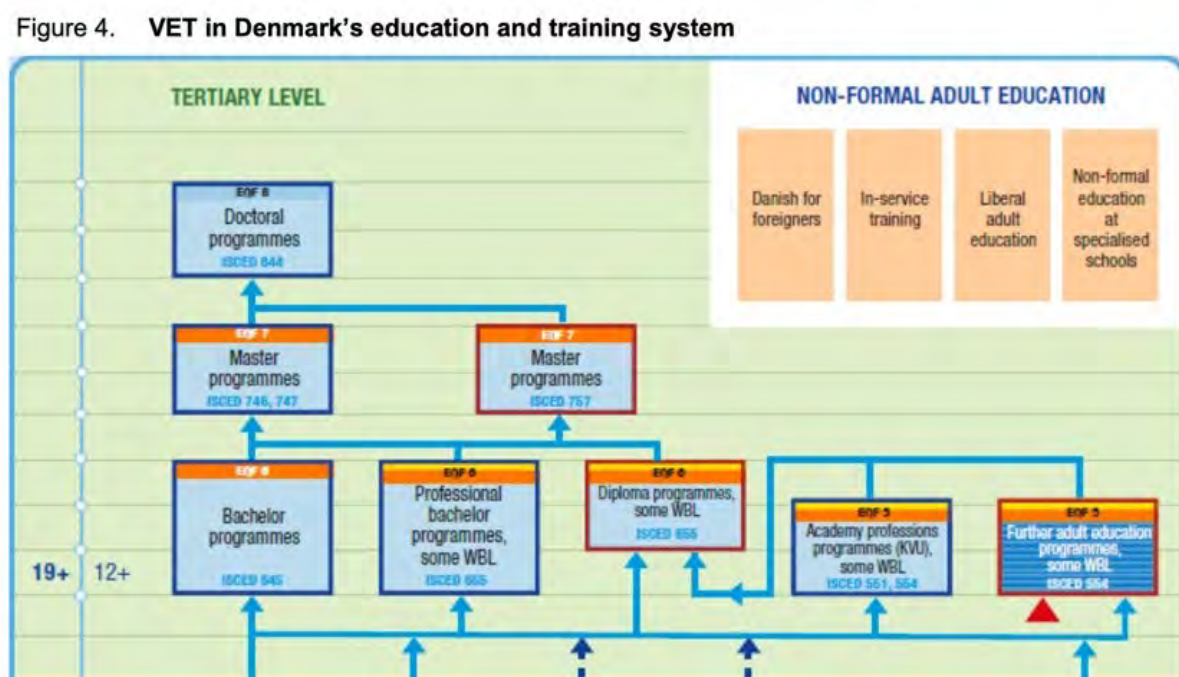 Figure 4. VET in Denmark's education and training system
TERTIARY LEVEL
NON-FORMAL ADULT EDUCATION
Danish for
foreigners
In-service
training
Liberal
adult
education
Non-formal
education
at
specialised
schools
EQF 8
Doctoral
programmes
ISCED 844
EQF 7
Master
programmes
ISCED 746, 747
EQF 7
Master
programmes
ISCED 757
EQF 6
Bachelor
programmes
ISCED 645
EQF 6
Professional
bachelor
programmes,
some WBL
ISCED 655
EQF 6
Diploma programmes,
some WBL
ISCED 655
EQF 5
Academy professions
programmes (KVU),
some WBL
ISCED 551, 554
EQF 5
Further adult education
programmes,
some WBL
ISCED 554
19+ 12+